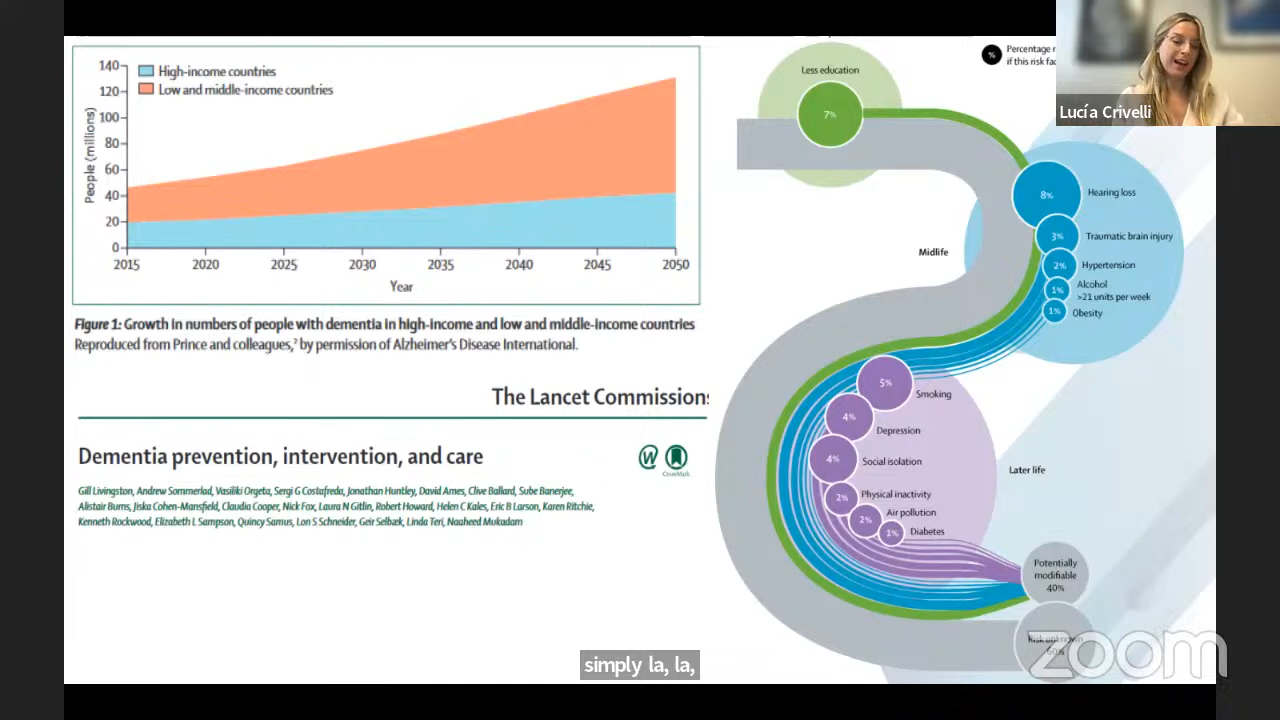 140
120
100
80
60
40
20
0
People (millions)
High-income countries
Low and middle-income countries
2015 2020 2025 2030 2035 2040 2045 2050
Year
Figure 1: Growth in numbers of people with dementia in high-income and low and middle-income countries
Reproduced from Prince and colleagues,² by permission of Alzheimer's Disease International.
The Lancet Commissions
Dementia prevention, intervention, and care
CrossMark
Gill Livingston, Andrew Sommerlad, Vasiliki Orgeta, Sergi G Costafreda, Jonathan Huntley, David Ames, Clive Ballard, Sube Banerjee,
Alistair Burns, Jiska Cohen-Mansfield, Claudia Cooper, Nick Fox, Laura N Gitlin, Robert Howard, Helen C Kales, Eric B Larson, Karen Ritchie,
Kenneth Rockwood, Elizabeth L Sampson, Quincy Samus, Lon S Schneider, Geir Selbæk, Linda Teri, Naaheed Mukadam
Less education
7%
%
Percentage r
if this risk fac
Lucía Crivelli
8%
Hearing loss
3%
Traumatic brain injury
Midlife
2%
Hypertension
1%
Alcohol
>21 units per week
1%
Obesity
5%
Smoking
4%
Depression
4%
Social isolation
Later life
2%
Physical inactivity
2%
Air pollution
1%
Diabetes
Potentially
modifiable
40%
Risk unknown
60%
simply la, la,
zoom